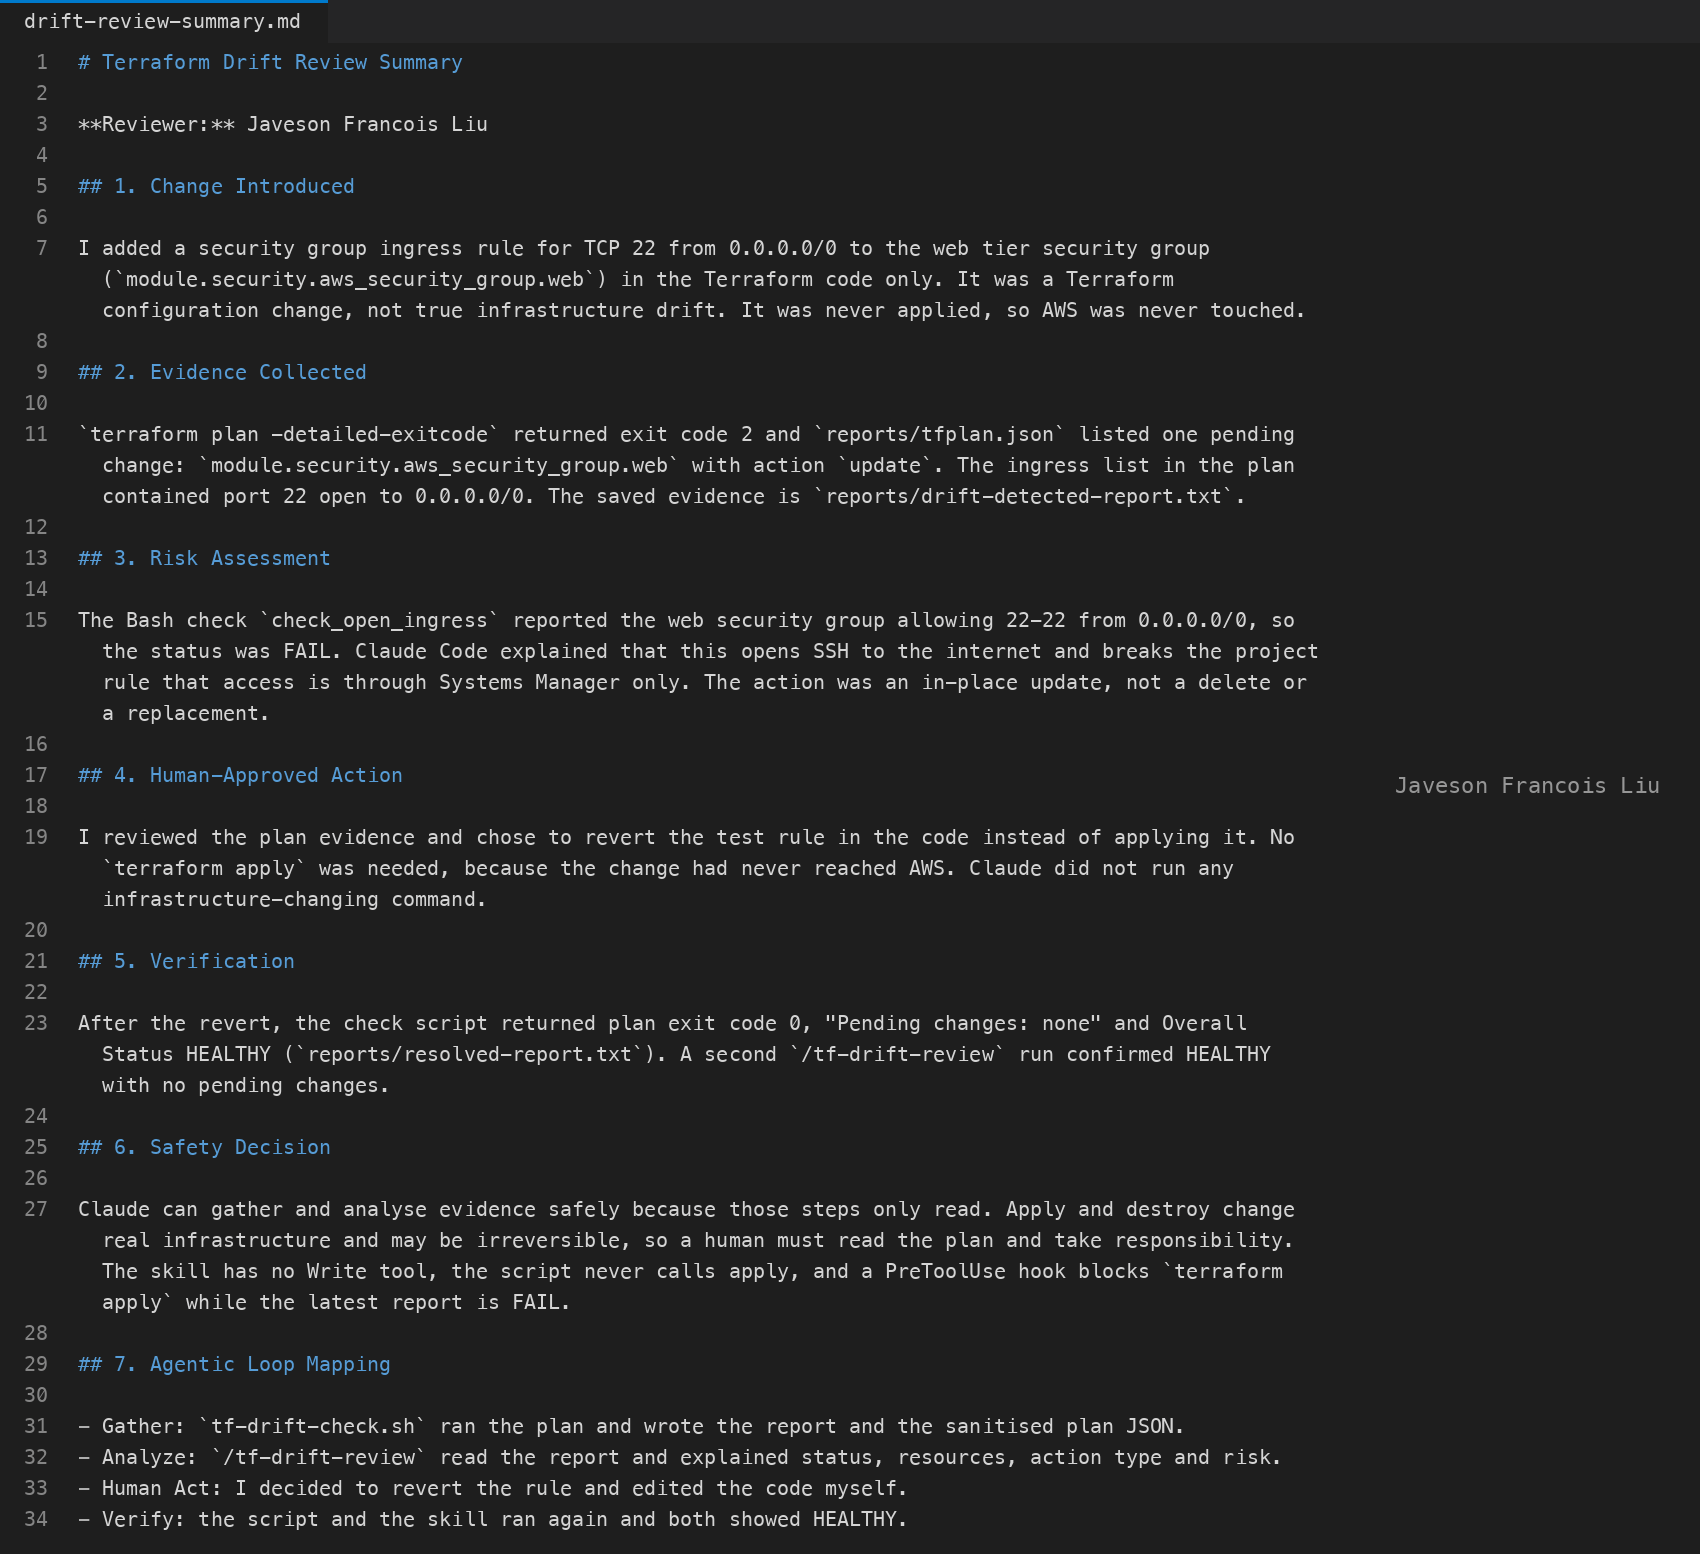 drift-review-summary.md
1 # Terraform Drift Review Summary
2
3 **Reviewer:** Javeson Francois Liu
4
5 ## 1. Change Introduced
6
7 I added a security group ingress rule for TCP 22 from 0.0.0.0/0 to the web tier security group
(`module.security.aws_security_group.web`) in the Terraform code only. It was a Terraform
configuration change, not true infrastructure drift. It was never applied, so AWS was never touched.
8
9 ## 2. Evidence Collected
10
11 `terraform plan -detailed-exitcode` returned exit code 2 and `reports/tfplan.json` listed one pending
change: `module.security.aws_security_group.web` with action `update`. The ingress list in the plan
contained port 22 open to 0.0.0.0/0. The saved evidence is `reports/drift-detected-report.txt`.
12
13 ## 3. Risk Assessment
14
15 The Bash check `check_open_ingress` reported the web security group allowing 22-22 from 0.0.0.0/0, so
the status was FAIL. Claude Code explained that this opens SSH to the internet and breaks the project
rule that access is through Systems Manager only. The action was an in-place update, not a delete or
a replacement.
16
17 ## 4. Human-Approved Action
Javeson Francois Liu
18
19 I reviewed the plan evidence and chose to revert the test rule in the code instead of applying it. No
`terraform apply` was needed, because the change had never reached AWS. Claude did not run any
infrastructure-changing command.
20
21 ## 5. Verification
22
23 After the revert, the check script returned plan exit code 0, "Pending changes: none" and Overall
Status HEALTHY (`reports/resolved-report.txt`). A second `/tf-drift-review` run confirmed HEALTHY
with no pending changes.
24
25 ## 6. Safety Decision
26
27 Claude can gather and analyse evidence safely because those steps only read. Apply and destroy change
real infrastructure and may be irreversible, so a human must read the plan and take responsibility.
The skill has no Write tool, the script never calls apply, and a PreToolUse hook blocks `terraform
apply` while the latest report is FAIL.
28
29 ## 7. Agentic Loop Mapping
30
31 - Gather: `tf-drift-check.sh` ran the plan and wrote the report and the sanitised plan JSON.
32 - Analyze: `/tf-drift-review` read the report and explained status, resources, action type and risk.
33 - Human Act: I decided to revert the rule and edited the code myself.
34 - Verify: the script and the skill ran again and both showed HEALTHY.